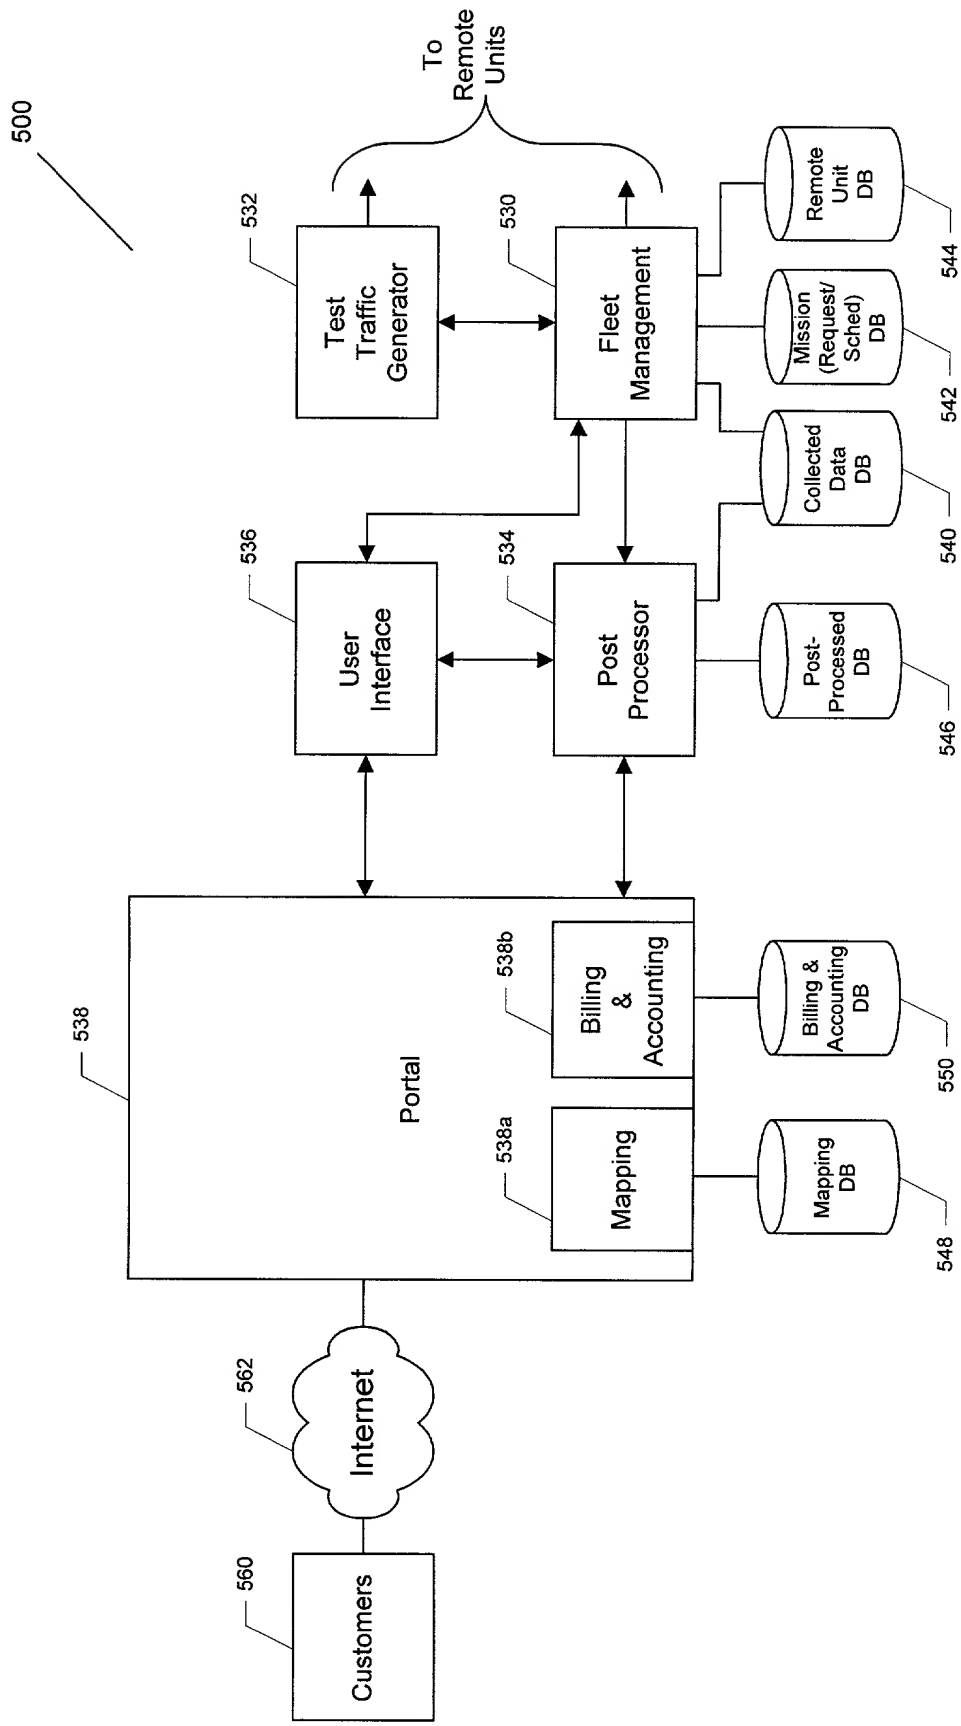 500
To
Remote
Units
532
Test
Traffic
Generator
530
Fleet
Management
536
User
Interface
534
Post
Processor
538
Portal
538a
Mapping
538b
Billing
&
Accounting
562
Internet
560
Customers
Mapping
DB
548
Billing &
Accounting
DB
550
Post-
Processed
DB
546
Collected
Data
DB
540
Mission
(Request/
Sched)
DB
542
Remote
Unit
DB
544